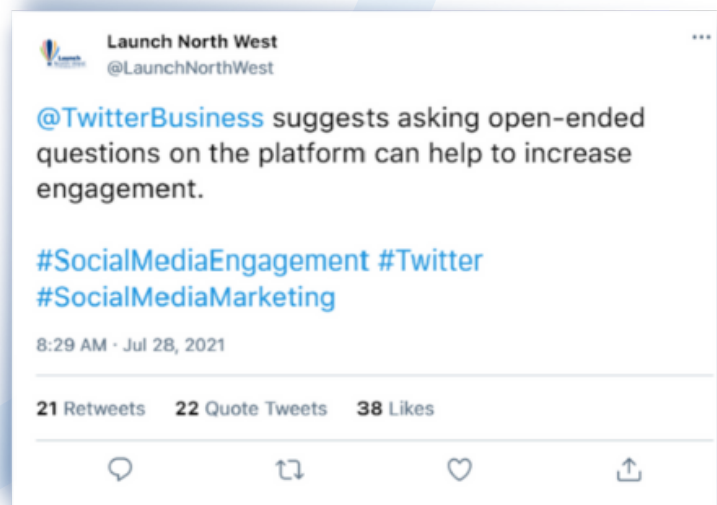 Launch North West
@LaunchNorthWest
@TwitterBusiness suggests asking open-ended
questions on the platform can help to increase
engagement.
#SocialMediaEngagement #Twitter
#SocialMediaMarketing
8:29 AM · Jul 28, 2021
21 Retweets 22 Quote Tweets 38 Likes